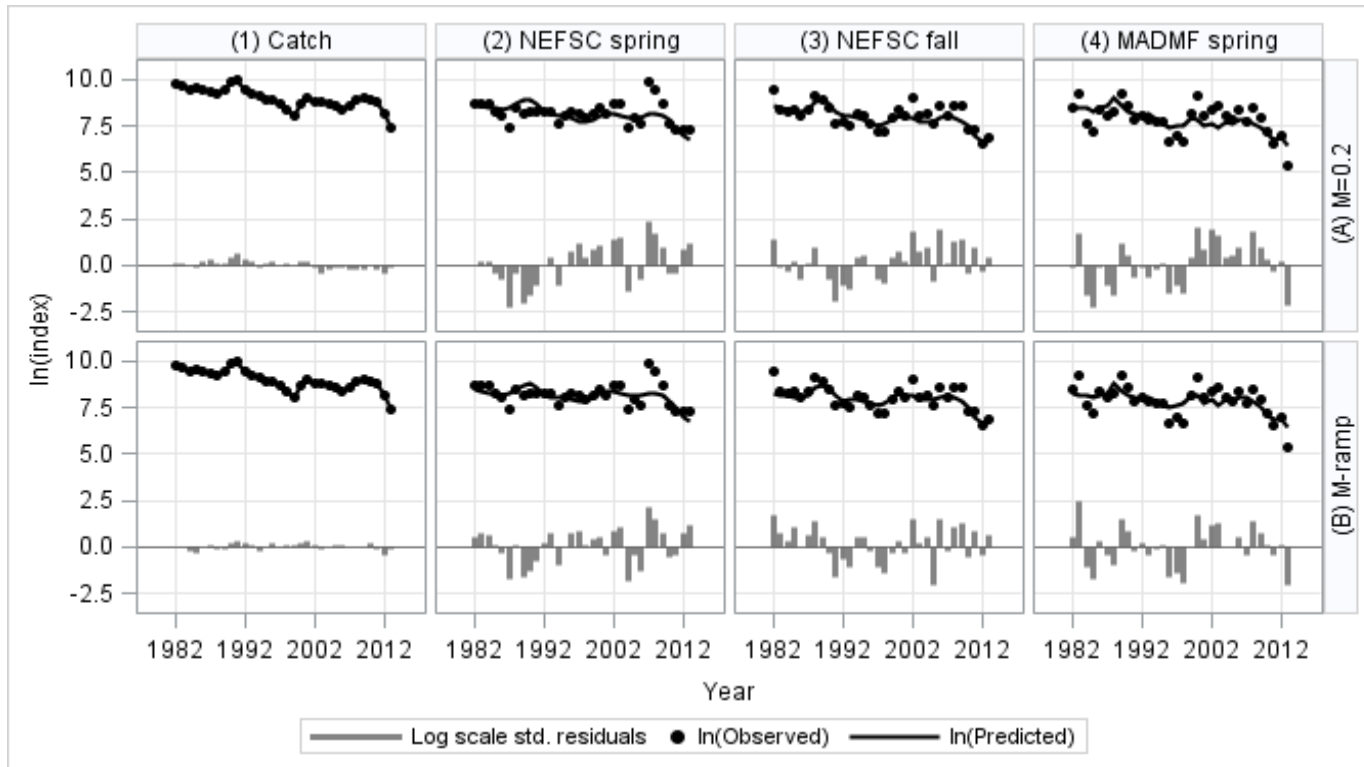 (1) Catch (2) NEFSC spring (3) NEFSC fall (4) MADMF spring
10.0
7.5
5.0
2.5
0.0
-2.5
(A) M=0.2
ln(index)
10.0
7.5
5.0
2.5
0.0
-2.5
(B) M-ramp
1982 1992 2002 2012 1982 1992 2002 2012 1982 1992 2002 2012 1982 1992 2002 2012
Year
Log scale std. residuals ln(Observed) ln(Predicted)